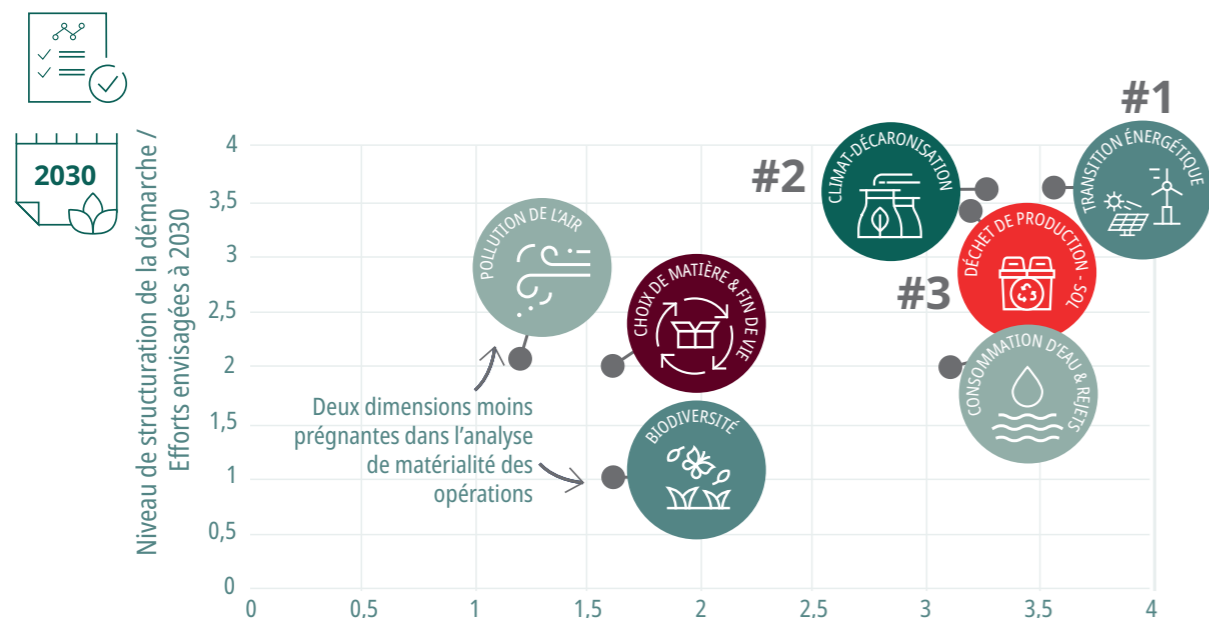 2030
Niveau de structuration de la démarche /
Efforts envisagées à 2030
4
3,5
3
2,5
2
1,5
1
0,5
0
0
0,5
1
1,5
2
2,5
3
3,5
4
#1
TRANSITION ÉNERGÉTIQUE
#2
CLIMAT-DÉCARONISATION
#3
DÉCHET DE PRODUCTION - SOL
POLLUTION DE L'AIR
CHOIX DE MATIÈRE & FIN DE VIE
CONSOMMATION D'EAU & REJETS
BIODIVERSITÉ
Deux dimensions moins
prégnantes dans l'analyse
de matérialité des
opérations